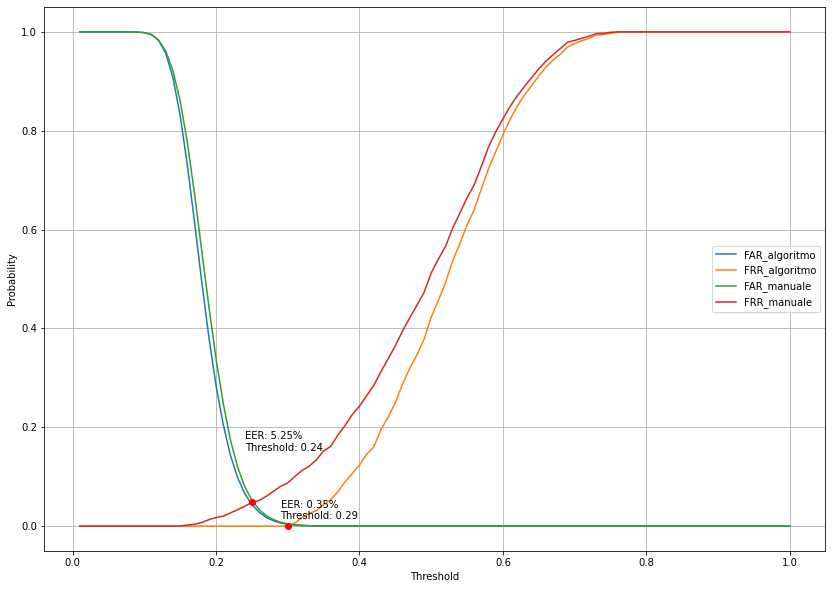 1.0
0.8
0.6
0.4
0.2
0.0
Probability
FAR_algoritmo
FRR_algoritmo
FAR_manuale
FRR_manuale
EER: 5.25%
Threshold: 0.24
EER: 0.35%
Threshold: 0.29
0.0 0.2 0.4 0.6 0.8 1.0
Threshold